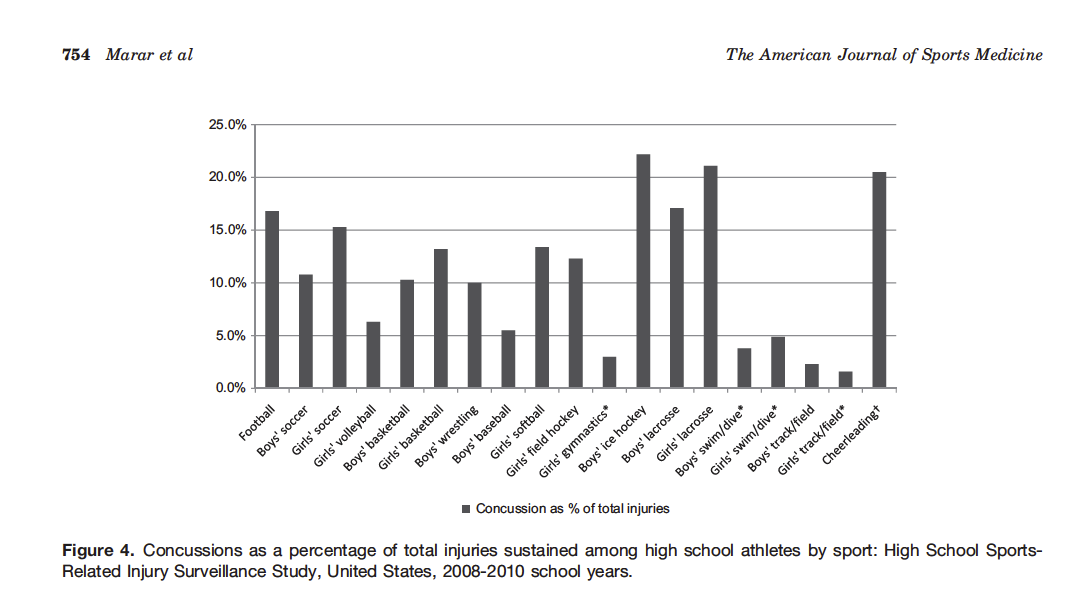 754 Marar et al
The American Journal of Sports Medicine
25.0%
20.0%
15.0%
10.0%
5.0%
0.0%
Football
Boys' soccer
Girls' soccer
Girls' volleyball
Boys' basketball
Girls' basketball
Boys' wrestling
Boys' baseball
Girls' softball
Girls' field hockey
Girls' gymnastics*
Boys' ice hockey
Boys' lacrosse
Girls' lacrosse
Boys' swim/dive*
Girls' swim/dive*
Boys' track/field
Girls' track/field*
Cheerleading†
Concussion as % of total injuries
Figure 4. Concussions as a percentage of total injuries sustained among high school athletes by sport: High School Sports-
Related Injury Surveillance Study, United States, 2008-2010 school years.